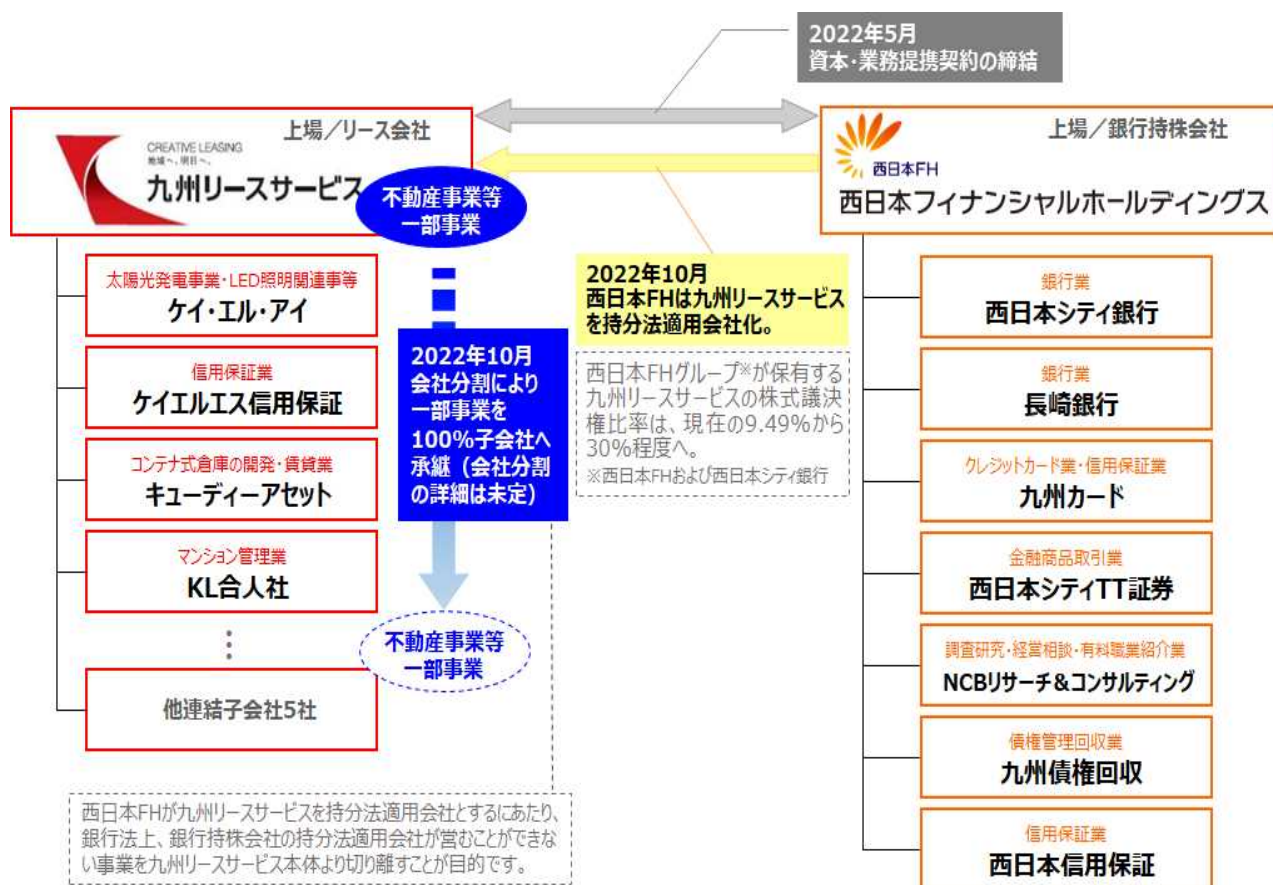 2022年5月
資本・業務提携契約の締結
上場／リース会社
CREATIVE LEASING
地域へ、明日へ。
九州リースサービス
不動産事業等
一部事業
上場／銀行持株会社
西日本FH
西日本フィナンシャルホールディングス
太陽光発電事業・LED照明関連事等
ケイ・エル・アイ
信用保証業
ケイエルエス信用保証
コンテナ式倉庫の開発・賃貸業
キューディーアセット
マンション管理業
KL合人社
⋮
他連結子会社5社
2022年10月
会社分割により
一部事業を
100%子会社へ
承継（会社分割
の詳細は未定）
不動産事業等
一部事業
2022年10月
西日本FHは九州リースサービス
を持分法適用会社化。
西日本FHグループ※が保有する
九州リースサービスの株式議決
権比率は、現在の9.49%から
30%程度へ。
※西日本FHおよび西日本シティ銀行
銀行業
西日本シティ銀行
銀行業
長崎銀行
クレジットカード業・信用保証業
九州カード
金融商品取引業
西日本シティTT証券
調査研究・経営相談・有料職業紹介業
NCBリサーチ&コンサルティング
債権管理回収業
九州債権回収
信用保証業
西日本信用保証
西日本FHが九州リースサービスを持分法適用会社とするにあたり、
銀行法上、銀行持株会社の持分法適用会社が営むことができな
い事業を九州リースサービス本体より切り離すことが目的です。